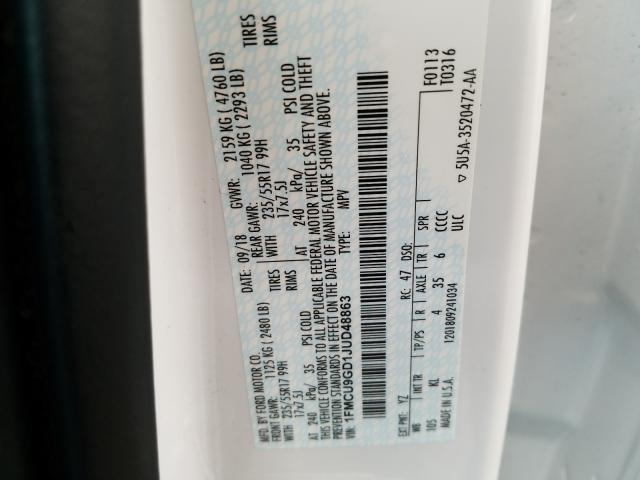 MFD. BY FORD MOTOR CO.
DATE: 09/18 GVWR: 2159 KG ( 4760 LB)
FRONT GAWR: 1125 KG ( 2480 LB) REAR GAWR: 1040 KG ( 2293 LB)
235/55R17 99H TIRES WITH 235/55R17 99H TIRES
17x7.5J RIMS 17x7.5J RIMS
AT 240 kPa/ 35 PSI COLD AT 240 kPa/ 35 PSI COLD
THIS VEHICLE CONFORMS TO ALL APPLICABLE FEDERAL MOTOR VEHICLE SAFETY AND THEFT
PREVENTION STANDARDS IN EFFECT ON THE DATE OF MANUFACTURE SHOWN ABOVE.
VIN: 1FMCU9GD1JUD48863 TYPE: MPV
F0113
T0316
EXT PNT: YZ RC: 47 DSO:
WB INT TR TP/PS R AXLE TR SPR
105 KL 4 35 6 CCCC
MADE IN U.S.A. 1201809241034 ULC
▽ 5U5A-3520472-AA